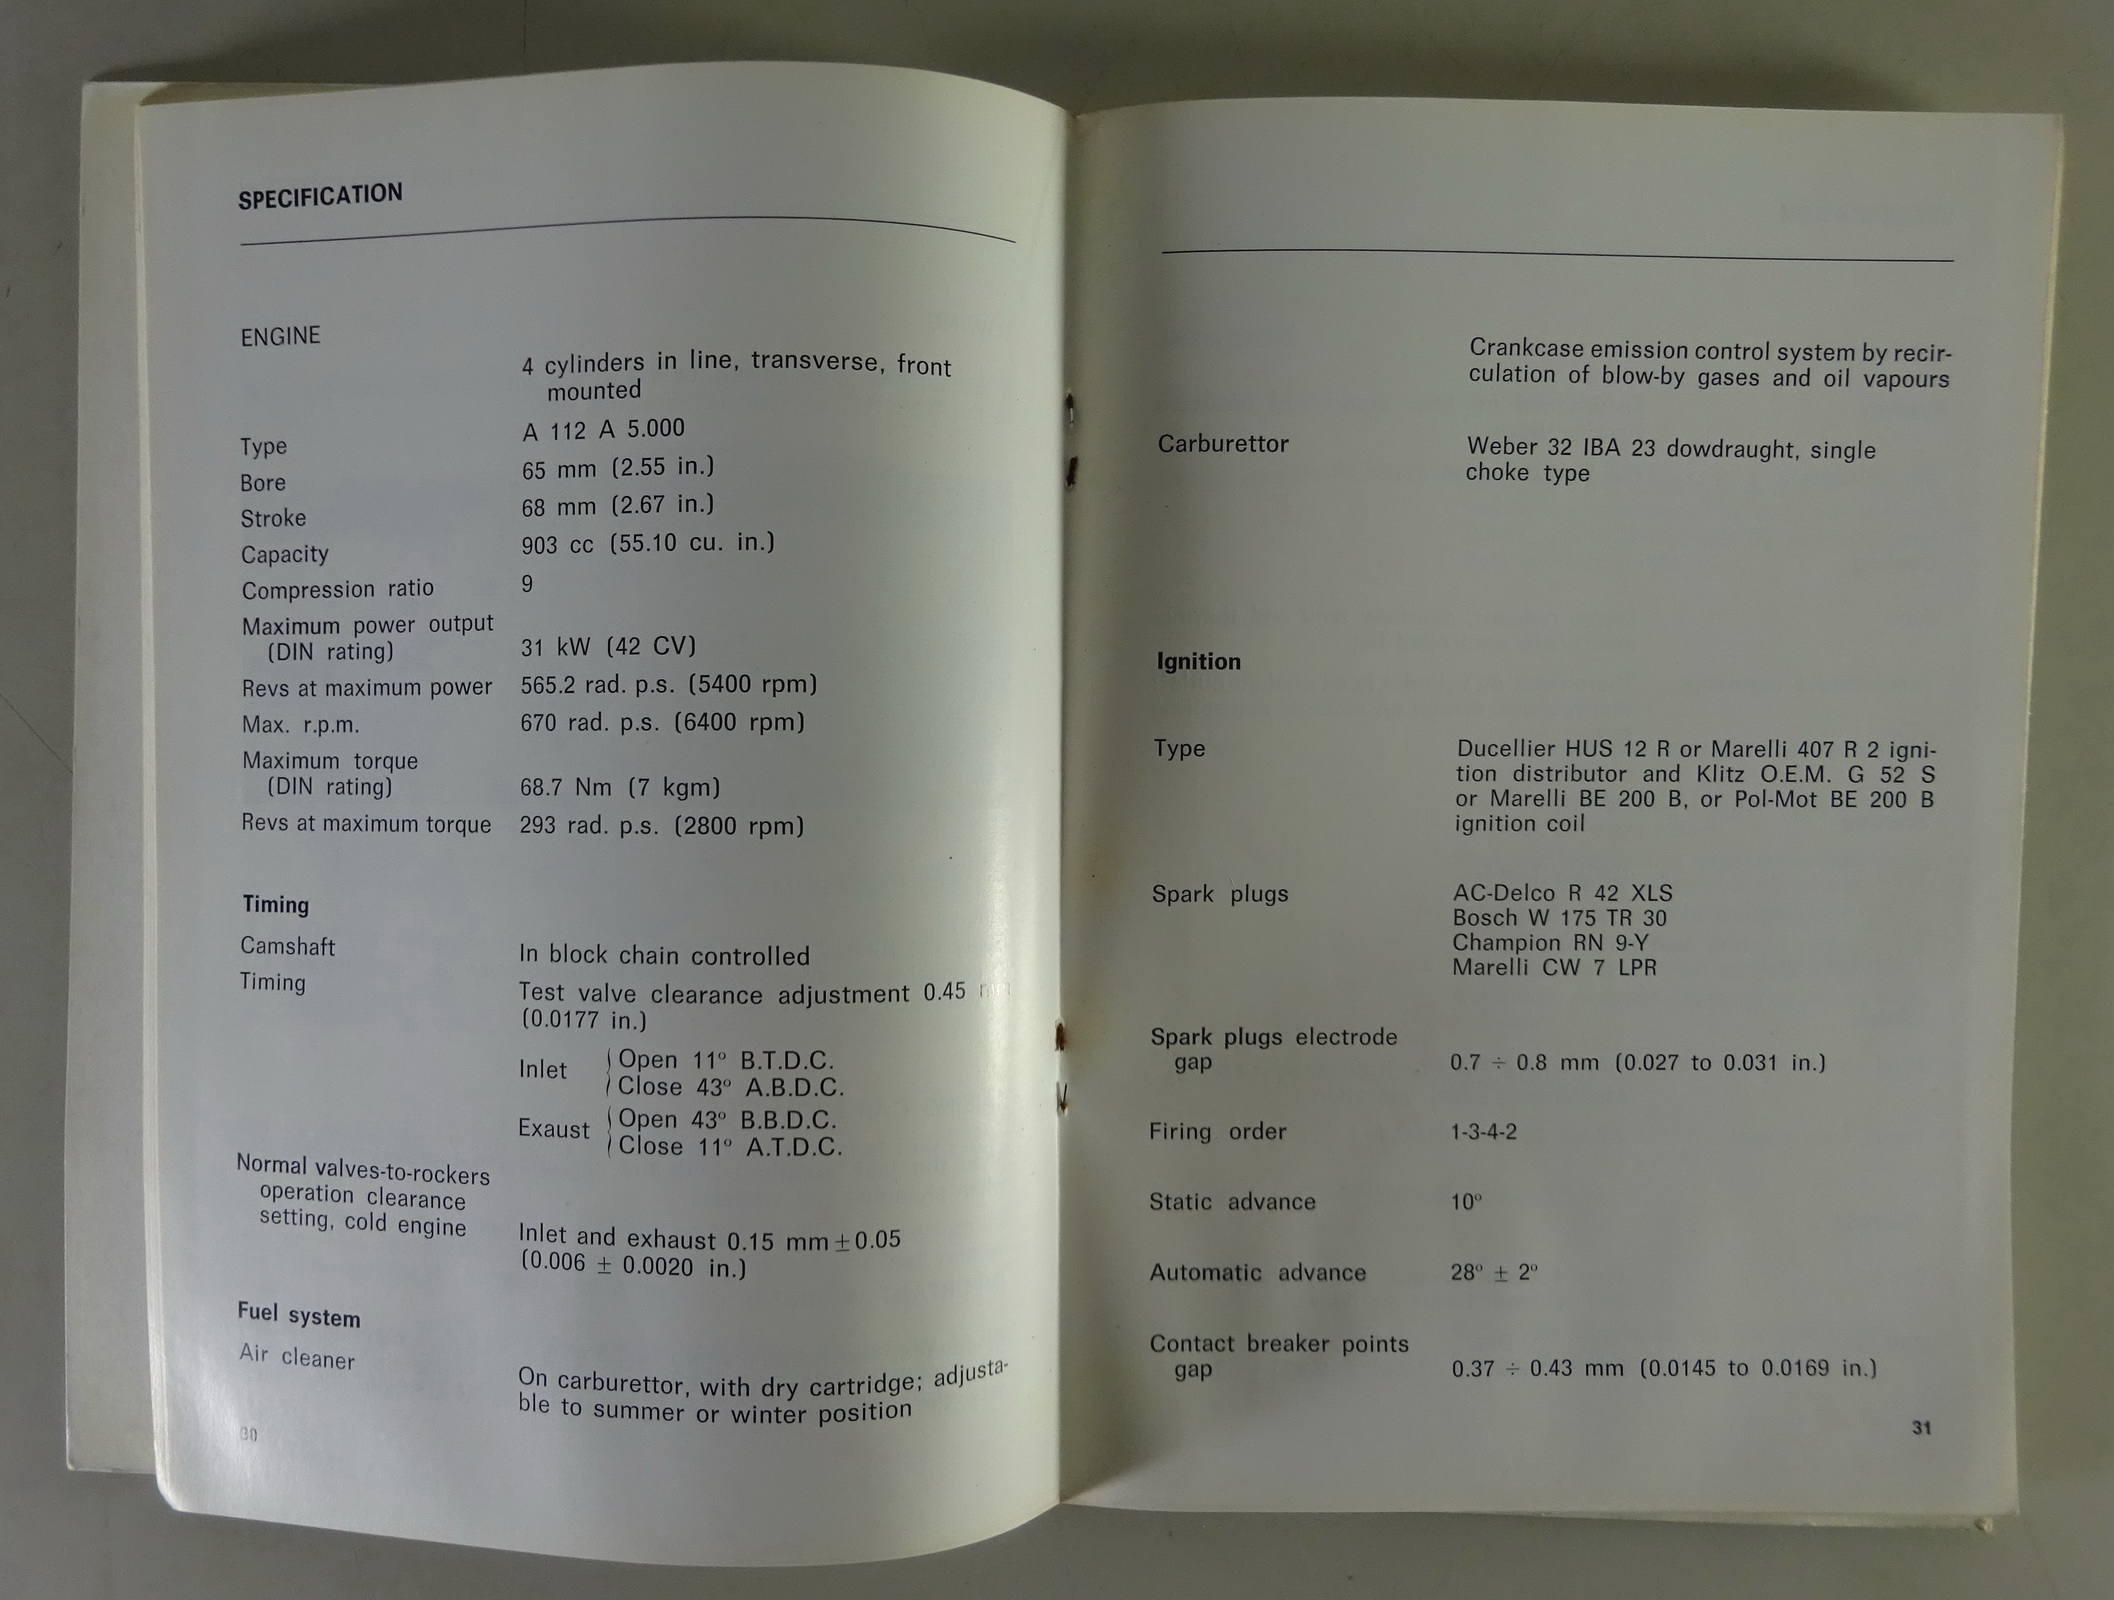 SPECIFICATION
ENGINE
4 cylinders in line, transverse, front
mounted
Type A 112 A 5.000
Bore 65 mm (2.55 in.)
Stroke 68 mm (2.67 in.)
Capacity 903 cc (55.10 cu. in.)
Compression ratio 9
Maximum power output
(DIN rating) 31 kW (42 CV)
Revs at maximum power 565.2 rad. p.s. (5400 rpm)
Max. r.p.m. 670 rad. p.s. (6400 rpm)
Maximum torque
(DIN rating) 68.7 Nm (7 kgm)
Revs at maximum torque 293 rad. p.s. (2800 rpm)
Timing
Camshaft In block chain controlled
Timing Test valve clearance adjustment 0.45 mm
(0.0177 in.)
Inlet Open 11º B.T.D.C.
Close 43º A.B.D.C.
Exaust Open 43º B.B.D.C.
Close 11º A.T.D.C.
Normal valves-to-rockers
operation clearance
setting, cold engine Inlet and exhaust 0.15 mm ± 0.05
(0.006 ± 0.0020 in.)
Fuel system
Air cleaner On carburettor, with dry cartridge; adjusta-
ble to summer or winter position
30
Crankcase emission control system by recir-
culation of blow-by gases and oil vapours
Carburettor Weber 32 IBA 23 dowdraught, single
choke type
Ignition
Type Ducellier HUS 12 R or Marelli 407 R 2 igni-
tion distributor and Klitz O.E.M. G 52 S
or Marelli BE 200 B, or Pol-Mot BE 200 B
ignition coil
Spark plugs AC-Delco R 42 XLS
Bosch W 175 TR 30
Champion RN 9-Y
Marelli CW 7 LPR
Spark plugs electrode
gap 0.7 ÷ 0.8 mm (0.027 to 0.031 in.)
Firing order 1-3-4-2
Static advance 10º
Automatic advance 28º ± 2º
Contact breaker points
gap 0.37 ÷ 0.43 mm (0.0145 to 0.0169 in.)
31